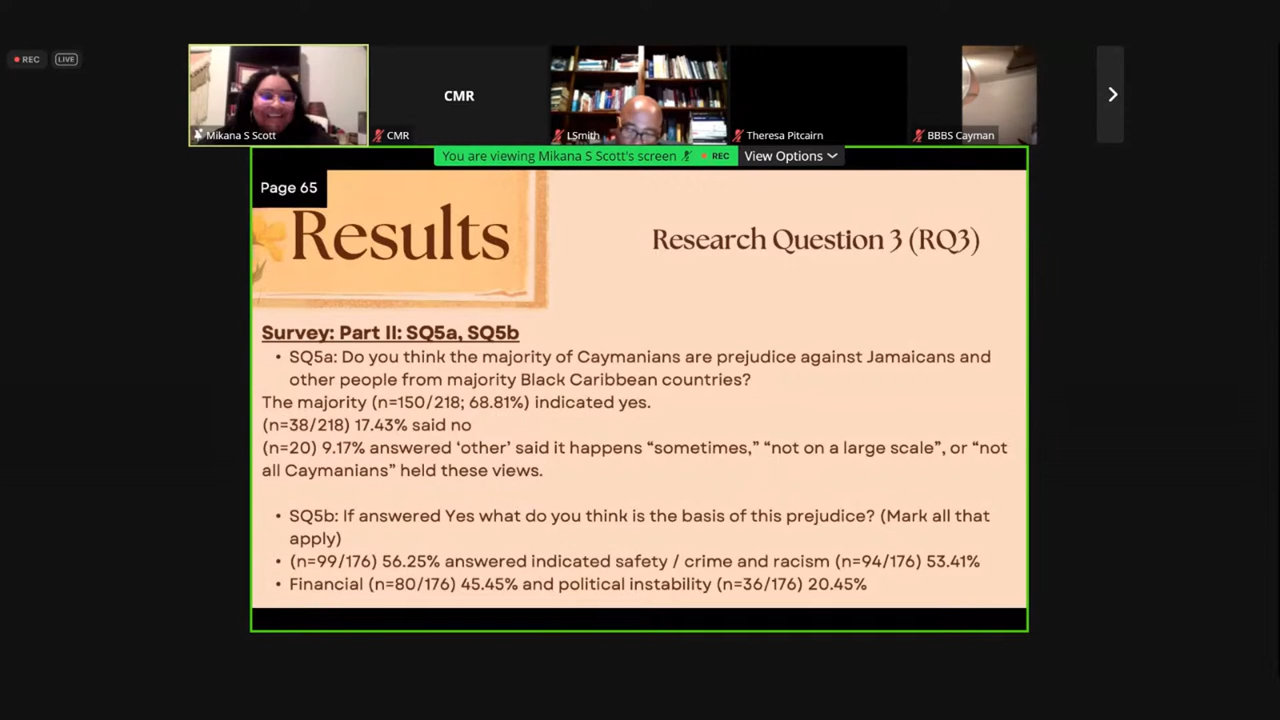 REC LIVE
CMR
Mikana S Scott
CMR
LSmith
Theresa Pitcairn
BBBS Cayman
You are viewing Mikana S Scott's screen REC View Options
Page 65
Results
Research Question 3 (RQ3)
Survey: Part II: SQ5a, SQ5b
• SQ5a: Do you think the majority of Caymanians are prejudice against Jamaicans and
other people from majority Black Caribbean countries?
The majority (n=150/218; 68.81%) indicated yes.
(n=38/218) 17.43% said no
(n=20) 9.17% answered ‘other’ said it happens “sometimes,” “not on a large scale”, or “not
all Caymanians” held these views.
• SQ5b: If answered Yes what do you think is the basis of this prejudice? (Mark all that
apply)
• (n=99/176) 56.25% answered indicated safety / crime and racism (n=94/176) 53.41%
• Financial (n=80/176) 45.45% and political instability (n=36/176) 20.45%